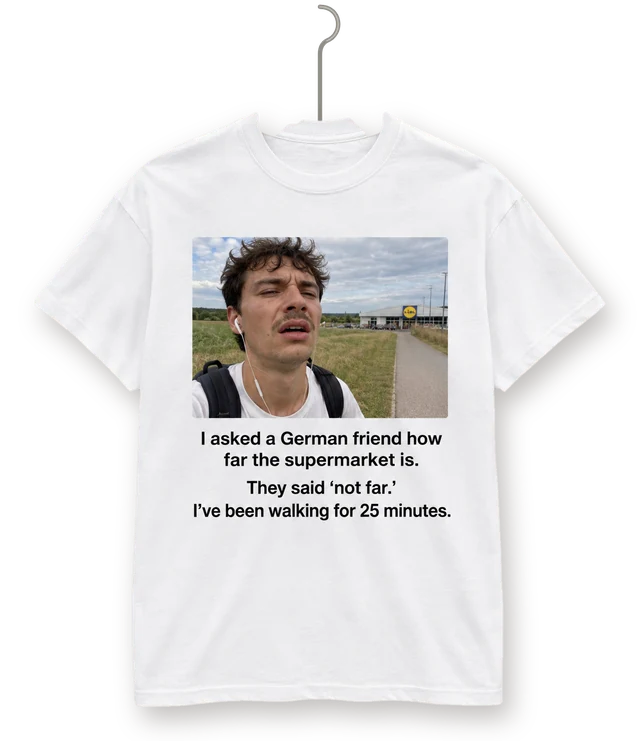 I asked a German friend how
far the supermarket is.
They said ‘not far.’
I’ve been walking for 25 minutes.